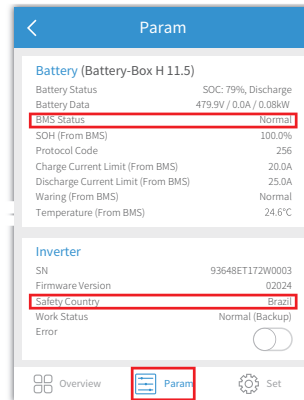 Param
Battery (Battery-Box H 11.5)
Battery Status SOC: 79%, Discharge
Battery Data 479.9V / 0.0A / 0.08kW
BMS Status Normal
SOH (From BMS) 100.0%
Protocol Code 256
Charge Current Limit (From BMS) 20.0A
Discharge Current Limit (From BMS) 25.0A
Waring (From BMS) Normal
Temperature (From BMS) 24.6°C
Inverter
SN 93648ET172W0003
Firmware Version 02024
Safety Country Brazil
Work Status Normal (Backup)
Error
Overview Param Set